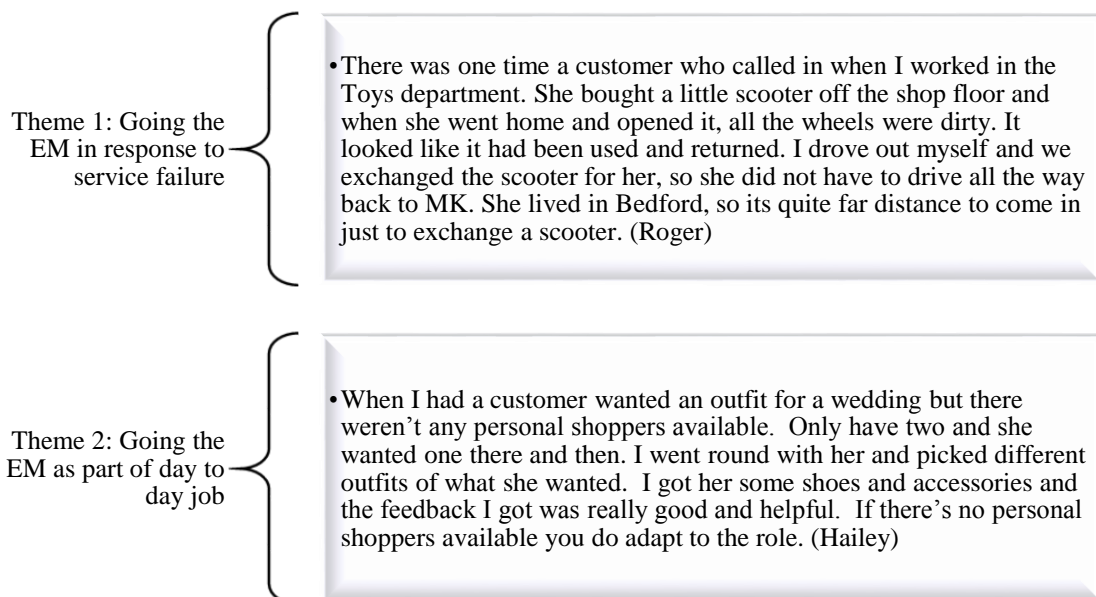 Theme 1: Going the
EM in response to
service failure
•There was one time a customer who called in when I worked in the
Toys department. She bought a little scooter off the shop floor and
when she went home and opened it, all the wheels were dirty. It
looked like it had been used and returned. I drove out myself and we
exchanged the scooter for her, so she did not have to drive all the way
back to MK. She lived in Bedford, so its quite far distance to come in
just to exchange a scooter. (Roger)
Theme 2: Going the
EM as part of day to
day job
•When I had a customer wanted an outfit for a wedding but there
weren’t any personal shoppers available.  Only have two and she
wanted one there and then. I went round with her and picked different
outfits of what she wanted.  I got her some shoes and accessories and
the feedback I got was really good and helpful.  If there’s no personal
shoppers available you do adapt to the role. (Hailey)